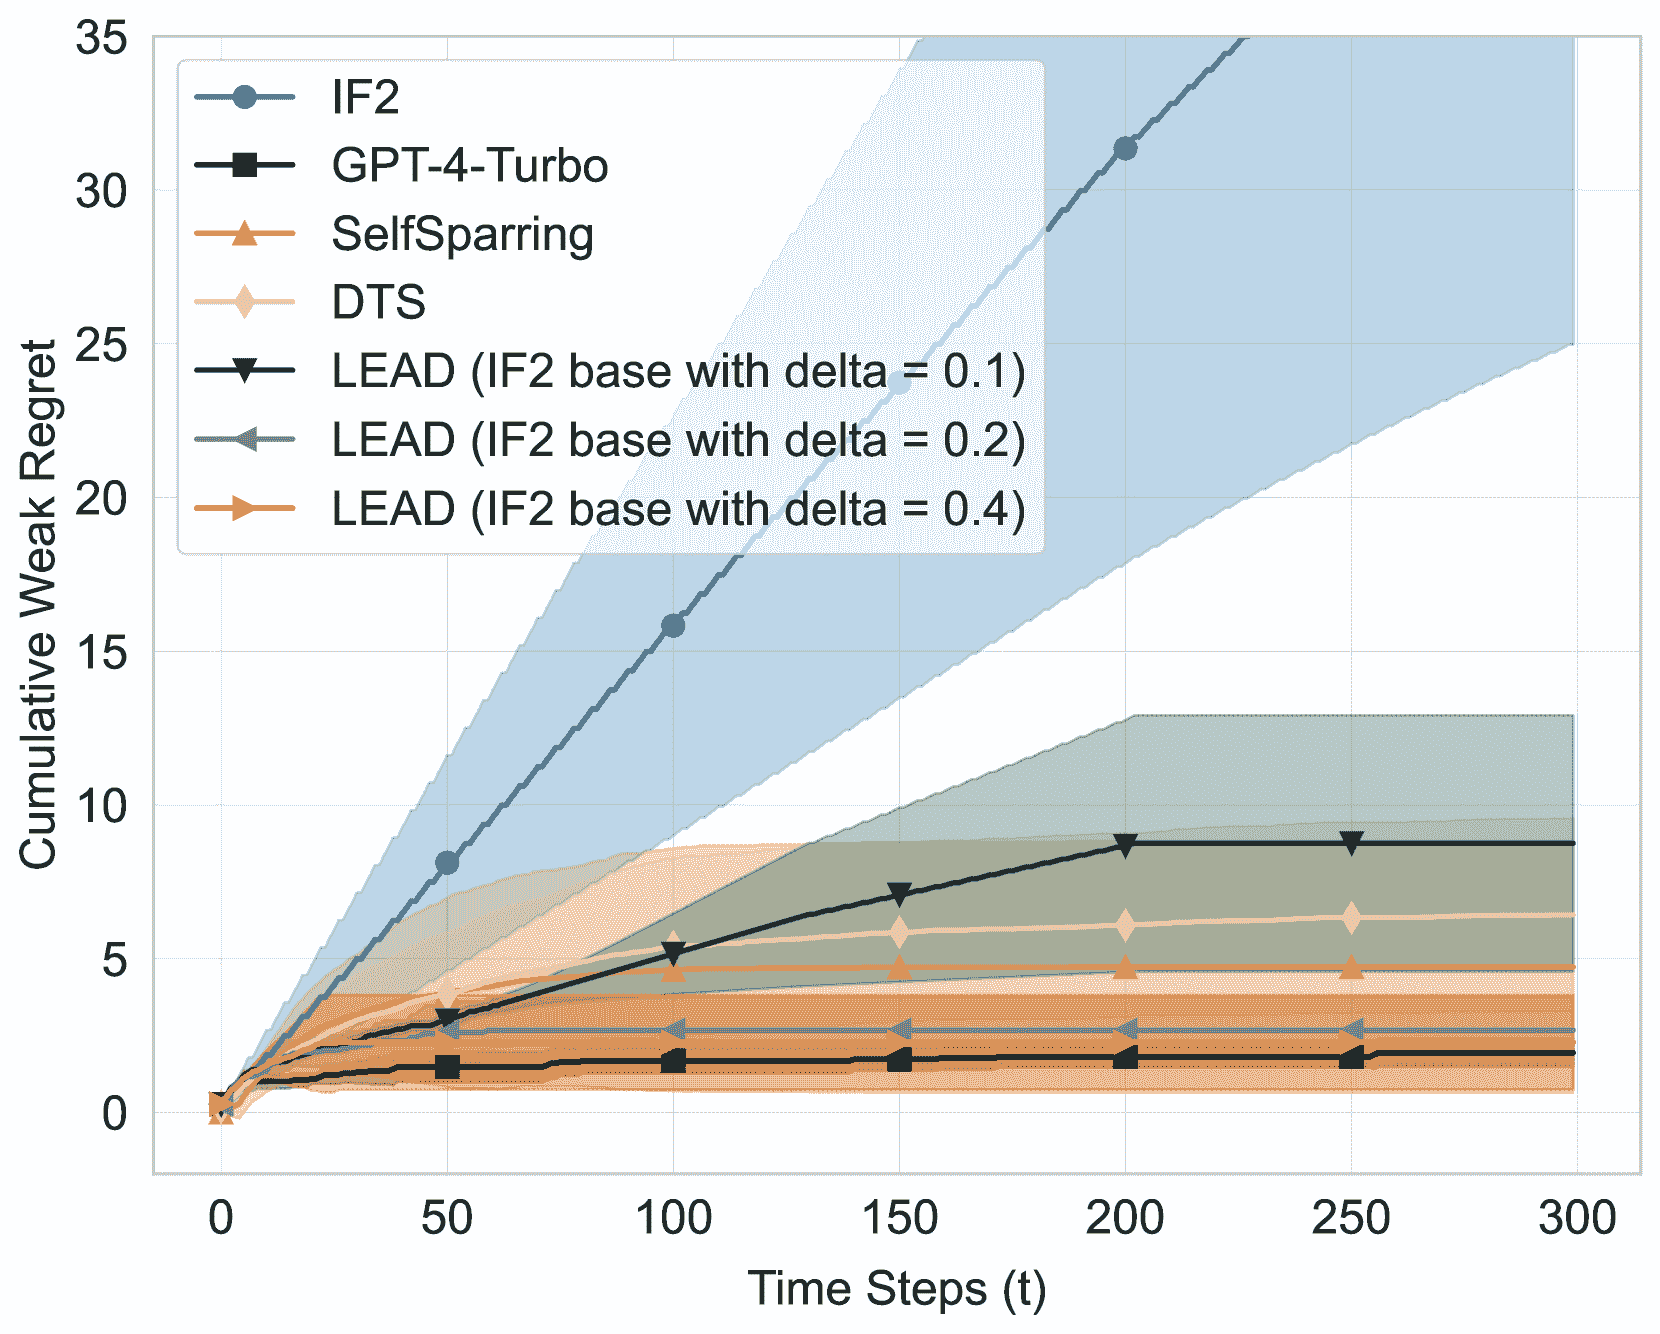 35
30
25
20
15
10
5
0
Cumulative Weak Regret
IF2
GPT-4-Turbo
SelfSparring
DTS
LEAD (IF2 base with delta = 0.1)
LEAD (IF2 base with delta = 0.2)
LEAD (IF2 base with delta = 0.4)
0 50 100 150 200 250 300
Time Steps (t)